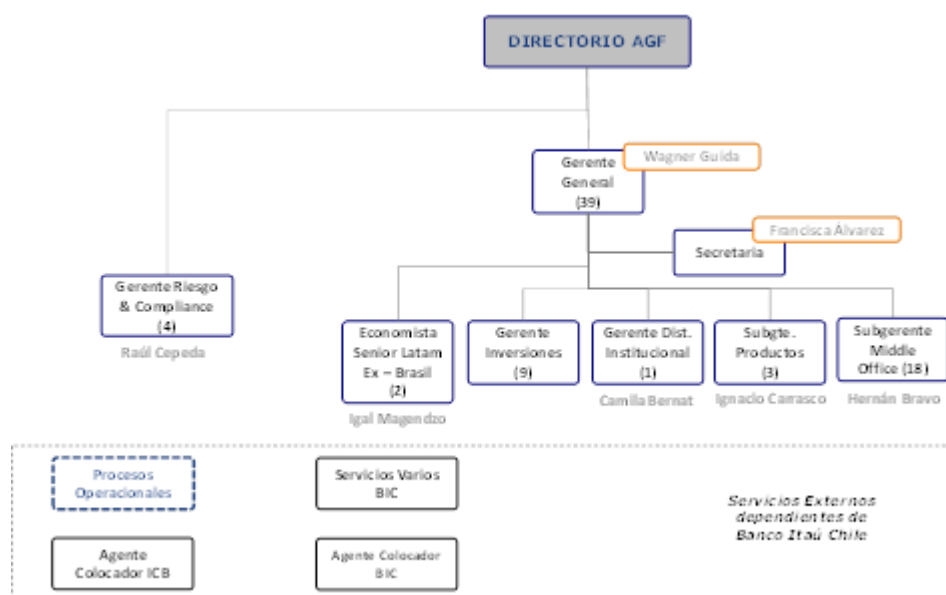 DIRECTORIO AGF
Wagner Guida
Gerente
General
(39)
Francisca Álvarez
Secretaria
Gerente Riesgo
& Compliance
(4)
Raúl Cepeda
Economista
Senior Latam
Ex – Brasil
(2)
Igal Magendzo
Gerente
Inversiones
(9)
Gerente Dist.
Institucional
(1)
Camila Bernat
Subgte.
Productos
(3)
Ignacio Carrasco
Subgerente
Middle
Office (18)
Hernán Bravo
Procesos
Operacionales
Servicios Varios
BIC
Servicios Externos
dependientes de
Banco Itaú Chile
Agente
Colocador ICB
Agente Colocador
BIC